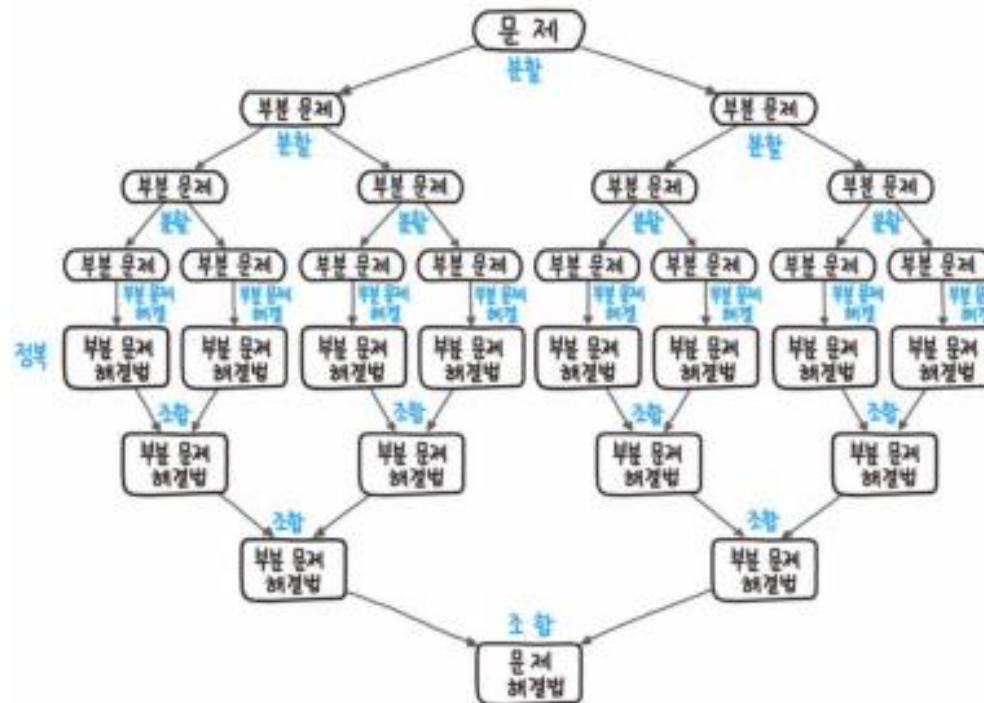 문제
분할
부분 문제 부분 문제
분할 분할
부분 문제 부분 문제 부분 문제 부분 문제
분할 분할 분할 분할
부분 문제 부분 문제 부분 문제 부분 문제 부분 문제 부분 문제 부분 문제 부분 문제
부분 문제 부분 문제 부분 문제 부분 문제 부분 문제 부분 문제 부분 문제 부분 문
해결 해결 해결 해결 해결 해결 해결 해결
정복 부분 문제 부분 문제 부분 문제 부분 문제 부분 문제 부분 문제 부분 문제 부분 문제
해결법 해결법 해결법 해결법 해결법 해결법 해결법 해결법
조합 조합 조합 조합
부분 문제 부분 문제 부분 문제 부분 문제
해결법 해결법 해결법 해결법
조합 조합
부분 문제 부분 문제
해결법 해결법
조합
문제
해결법